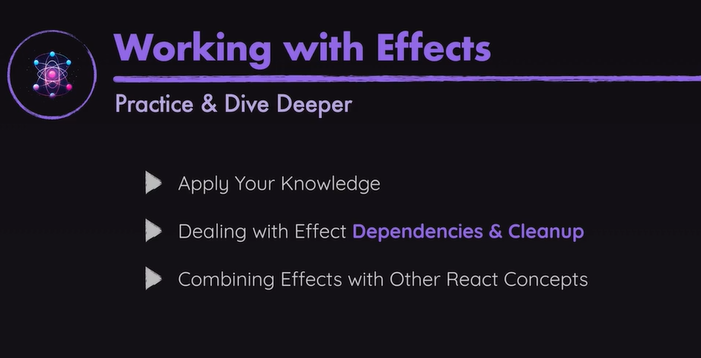 Working with Effects
Practice & Dive Deeper
Apply Your Knowledge
Dealing with Effect Dependencies & Cleanup
Combining Effects with Other React Concepts